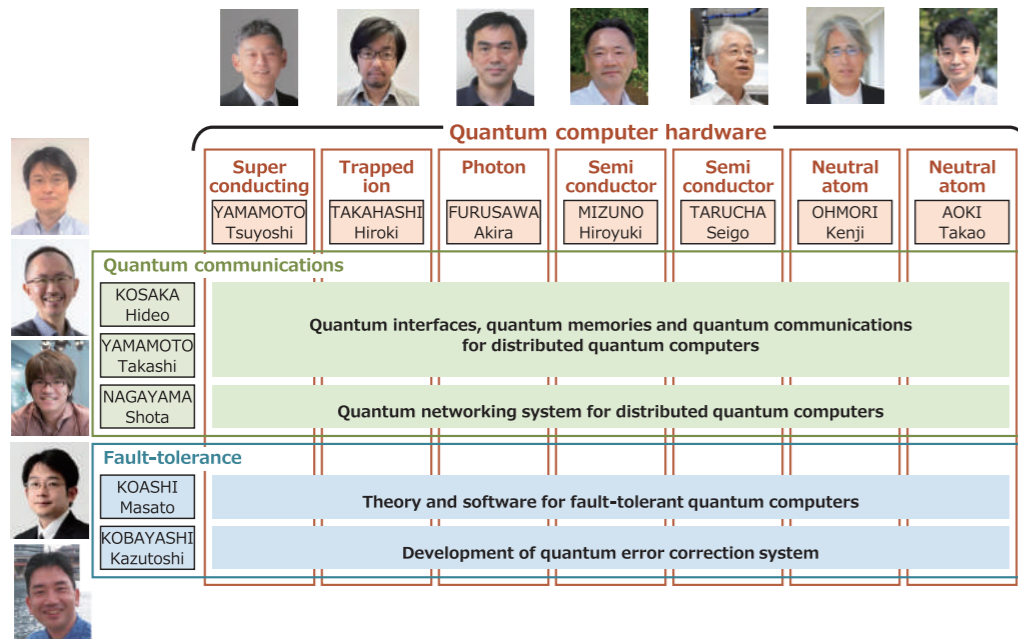 Quantum computer hardware
Super
conducting
YAMAMOTO
Tsuyoshi
Trapped
ion
TAKAHASHI
Hiroki
Photon
FURUSAWA
Akira
Semi
conductor
MIZUNO
Hiroyuki
Semi
conductor
TARUCHA
Seigo
Neutral
atom
OHMORI
Kenji
Neutral
atom
AOKI
Takao
Quantum communications
KOSAKA
Hideo
YAMAMOTO
Takashi
Quantum interfaces, quantum memories and quantum communications
for distributed quantum computers
NAGAYAMA
Shota
Quantum networking system for distributed quantum computers
Fault-tolerance
KOASHI
Masato
Theory and software for fault-tolerant quantum computers
KOBAYASHI
Kazutoshi
Development of quantum error correction system